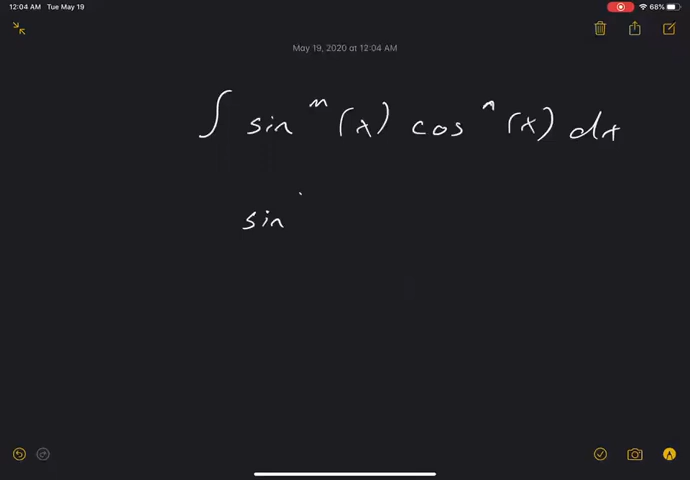 12:04 AM Tue May 19 68%
May 19, 2020 at 12:04 AM
∫ sin^m (x) cos^n (x) dx
sin